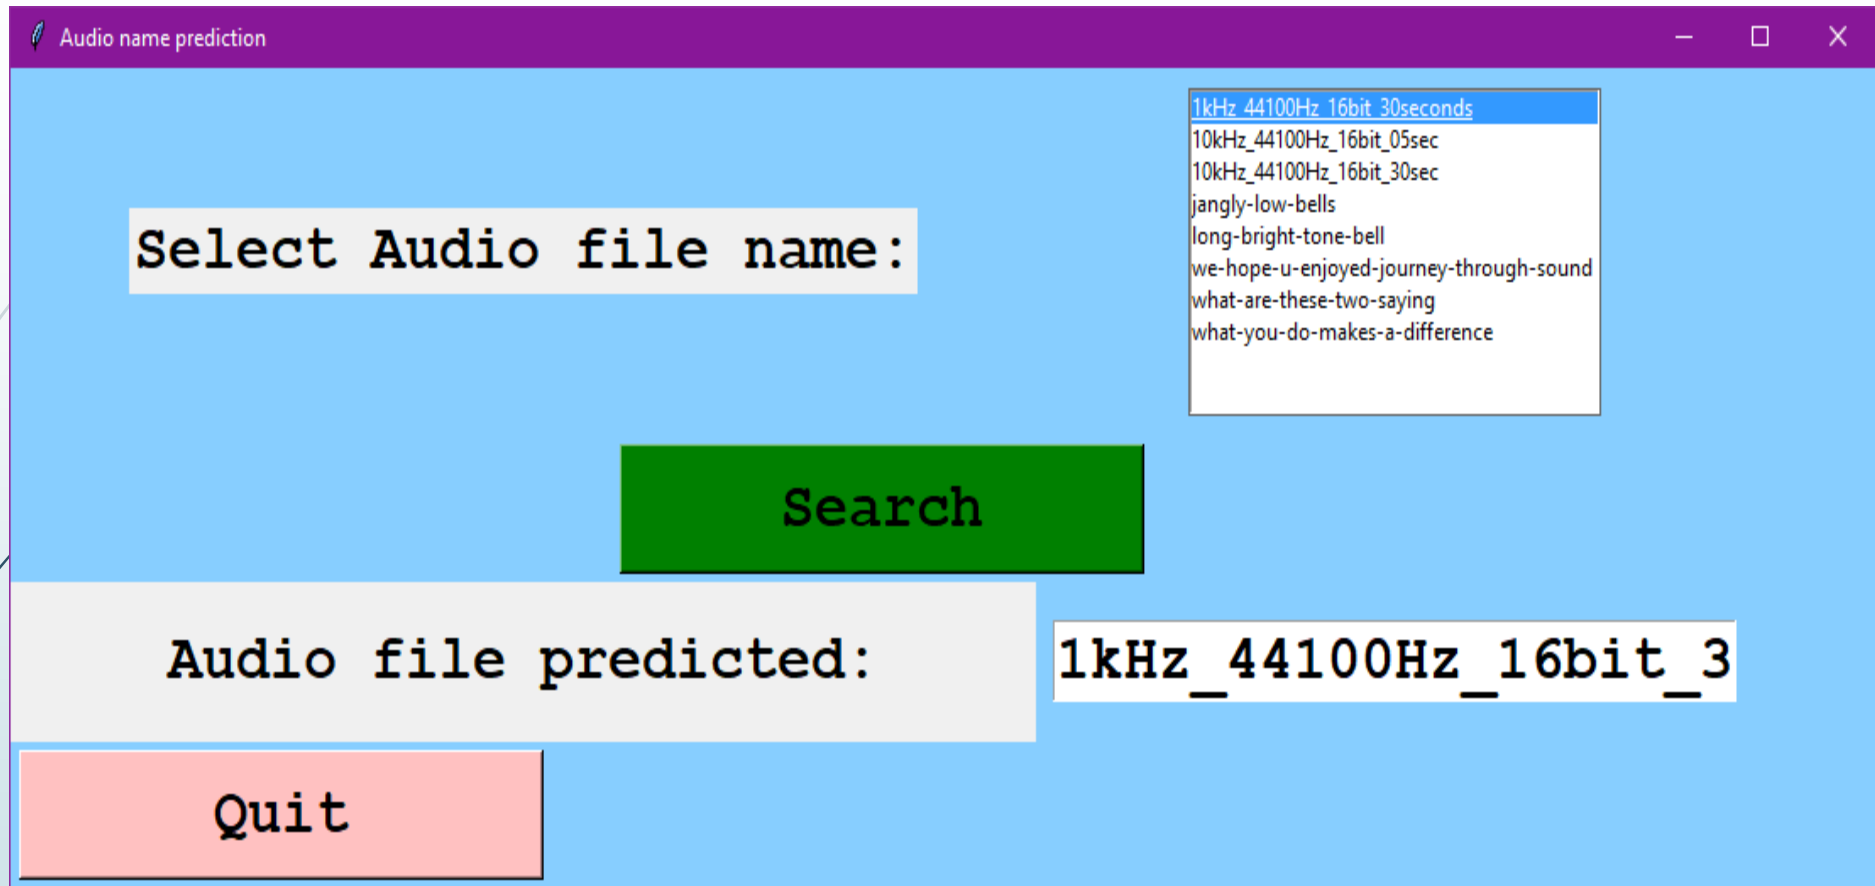 Audio name prediction
1kHz_44100Hz_16bit_30seconds
10kHz_44100Hz_16bit_05sec
10kHz_44100Hz_16bit_30sec
jangly-low-bells
long-bright-tone-bell
we-hope-u-enjoyed-journey-through-sound
what-are-these-two-saying
what-you-do-makes-a-difference
Select Audio file name:
Search
Audio file predicted:
1kHz_44100Hz_16bit_3
Quit